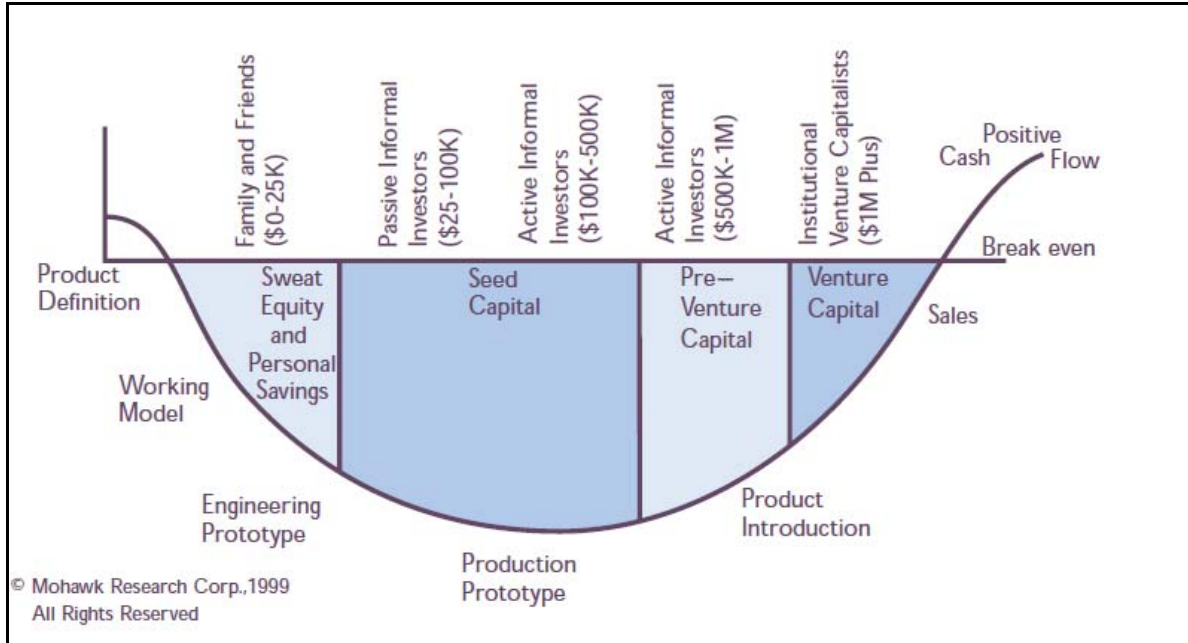 Family and Friends
($0-25K)
Passive Informal
Investors
($25-100K)
Active Informal
Investors
($100K-500K)
Active Informal
Investors
($500K-1M)
Institutional
Venture Capitalists
($1M Plus)
Positive
Cash
Flow
Break even
Product
Definition
Sweat
Equity
and
Personal
Savings
Seed
Capital
Pre–
Venture
Capital
Venture
Capital
Sales
Working
Model
Engineering
Prototype
Production
Prototype
Product
Introduction
© Mohawk Research Corp.,1999
All Rights Reserved